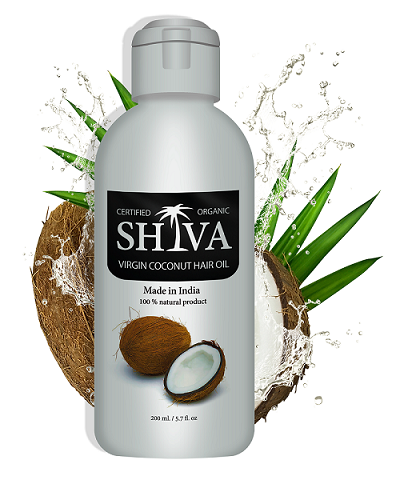 CERTIFIED ORGANIC
SHIVA
VIRGIN COCONUT HAIR OIL
Made in India
100 % natural product
200 ml. / 5.7 fl. oz